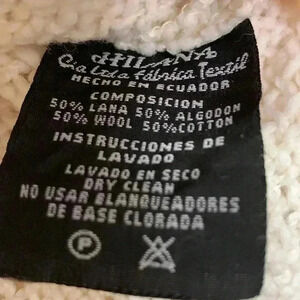 HILANA
Cia Ltda Fábrica Textil
HECHO EN ECUADOR
COMPOSICION
50% LANA 50% ALGODON
50% WOOL 50%COTTON
INSTRUCCIONES DE
LAVADO
LAVADO EN SECO
DRY CLEAN
NO USAR BLANQUEADORES
DE BASE CLORADA
P